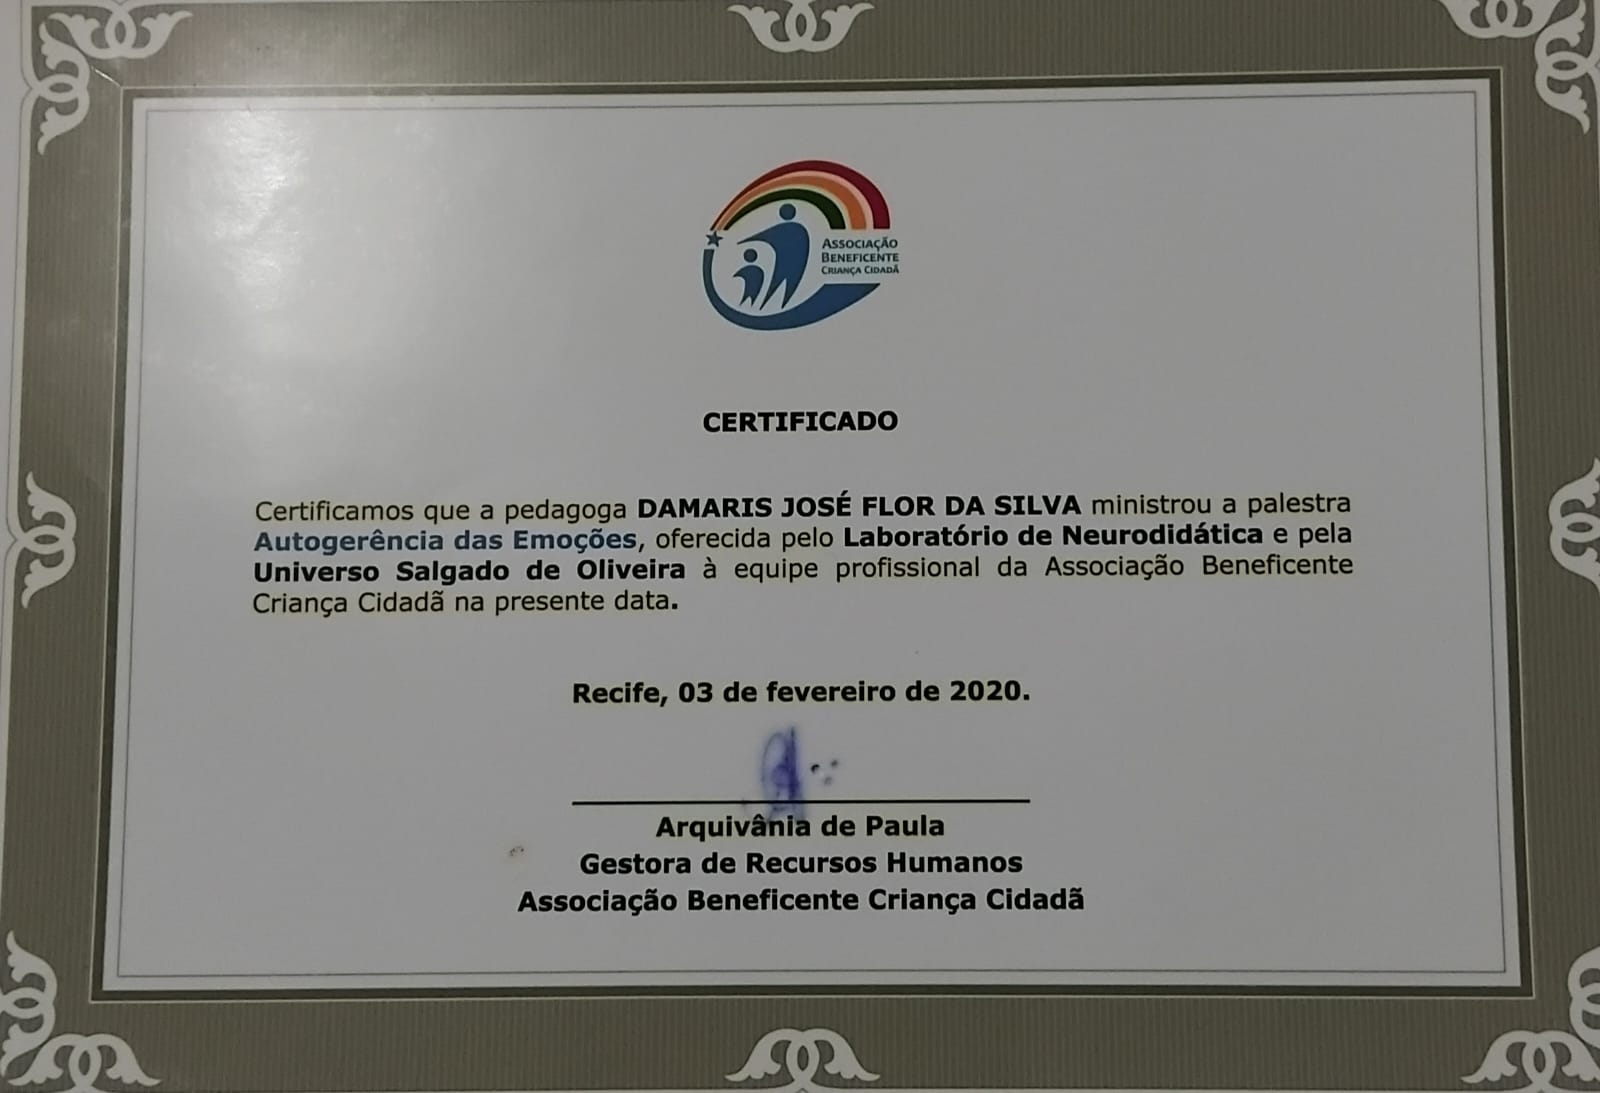 ASSOCIAÇÃO
BENEFICENTE
CRIANÇA CIDADÃ
CERTIFICADO
Certificamos que a pedagoga DAMARIS JOSÉ FLOR DA SILVA ministrou a palestra
Autogerência das Emoções, oferecida pelo Laboratório de Neurodidática e pela
Universo Salgado de Oliveira à equipe profissional da Associação Beneficente
Criança Cidadã na presente data.
Recife, 03 de fevereiro de 2020.
Arquivânia de Paula
Gestora de Recursos Humanos
Associação Beneficente Criança Cidadã